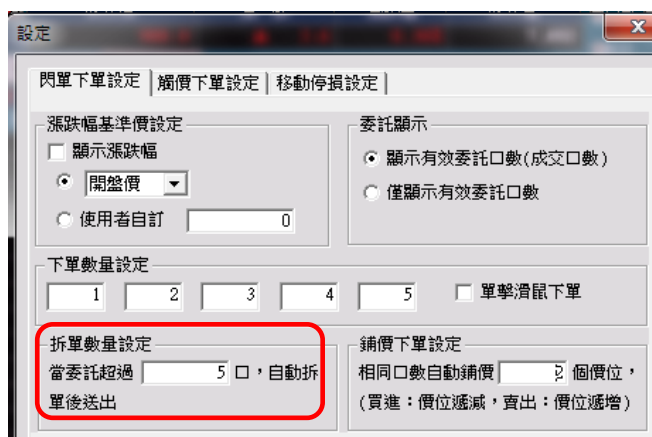 設定
閃單下單設定 觸價下單設定 移動停損設定
漲跌幅基準價設定
顯示漲跌幅
開盤價
使用者自訂 0
委託顯示
顯示有效委託口數(成交口數)
僅顯示有效委託口數
下單數量設定
1 2 3 4 5 單擊滑鼠下單
拆單數量設定
當委託超過 5 口,自動拆
單後送出
鋪價下單設定
相同口數自動鋪價 2 個價位,
(買進:價位遞減,賣出:價位遞增)